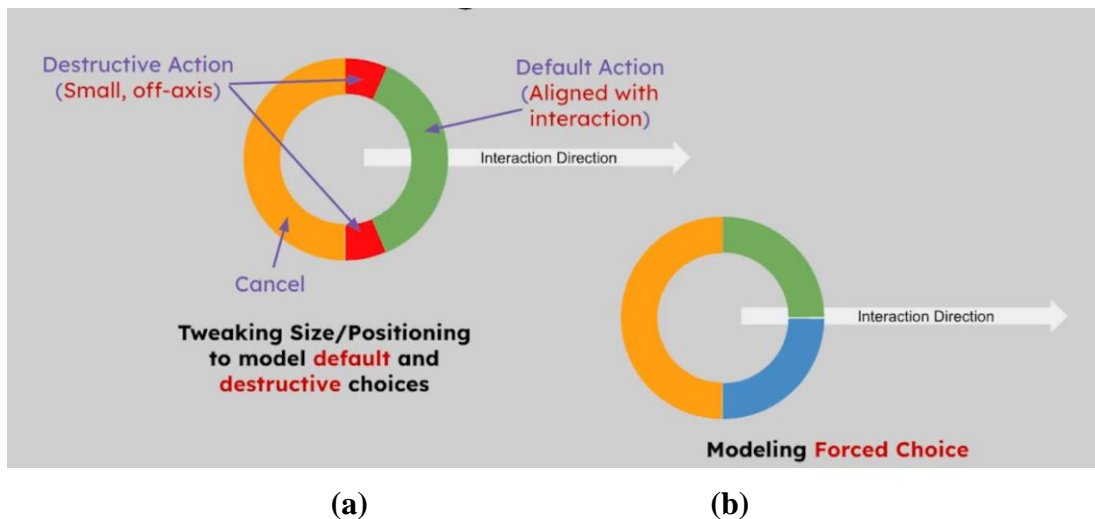 Destructive Action
(Small, off-axis)
Default Action
(Aligned with
interaction)
Interaction Direction
Cancel
Tweaking Size/Positioning
to model default and
destructive choices
Interaction Direction
Modeling Forced Choice
(a)
(b)